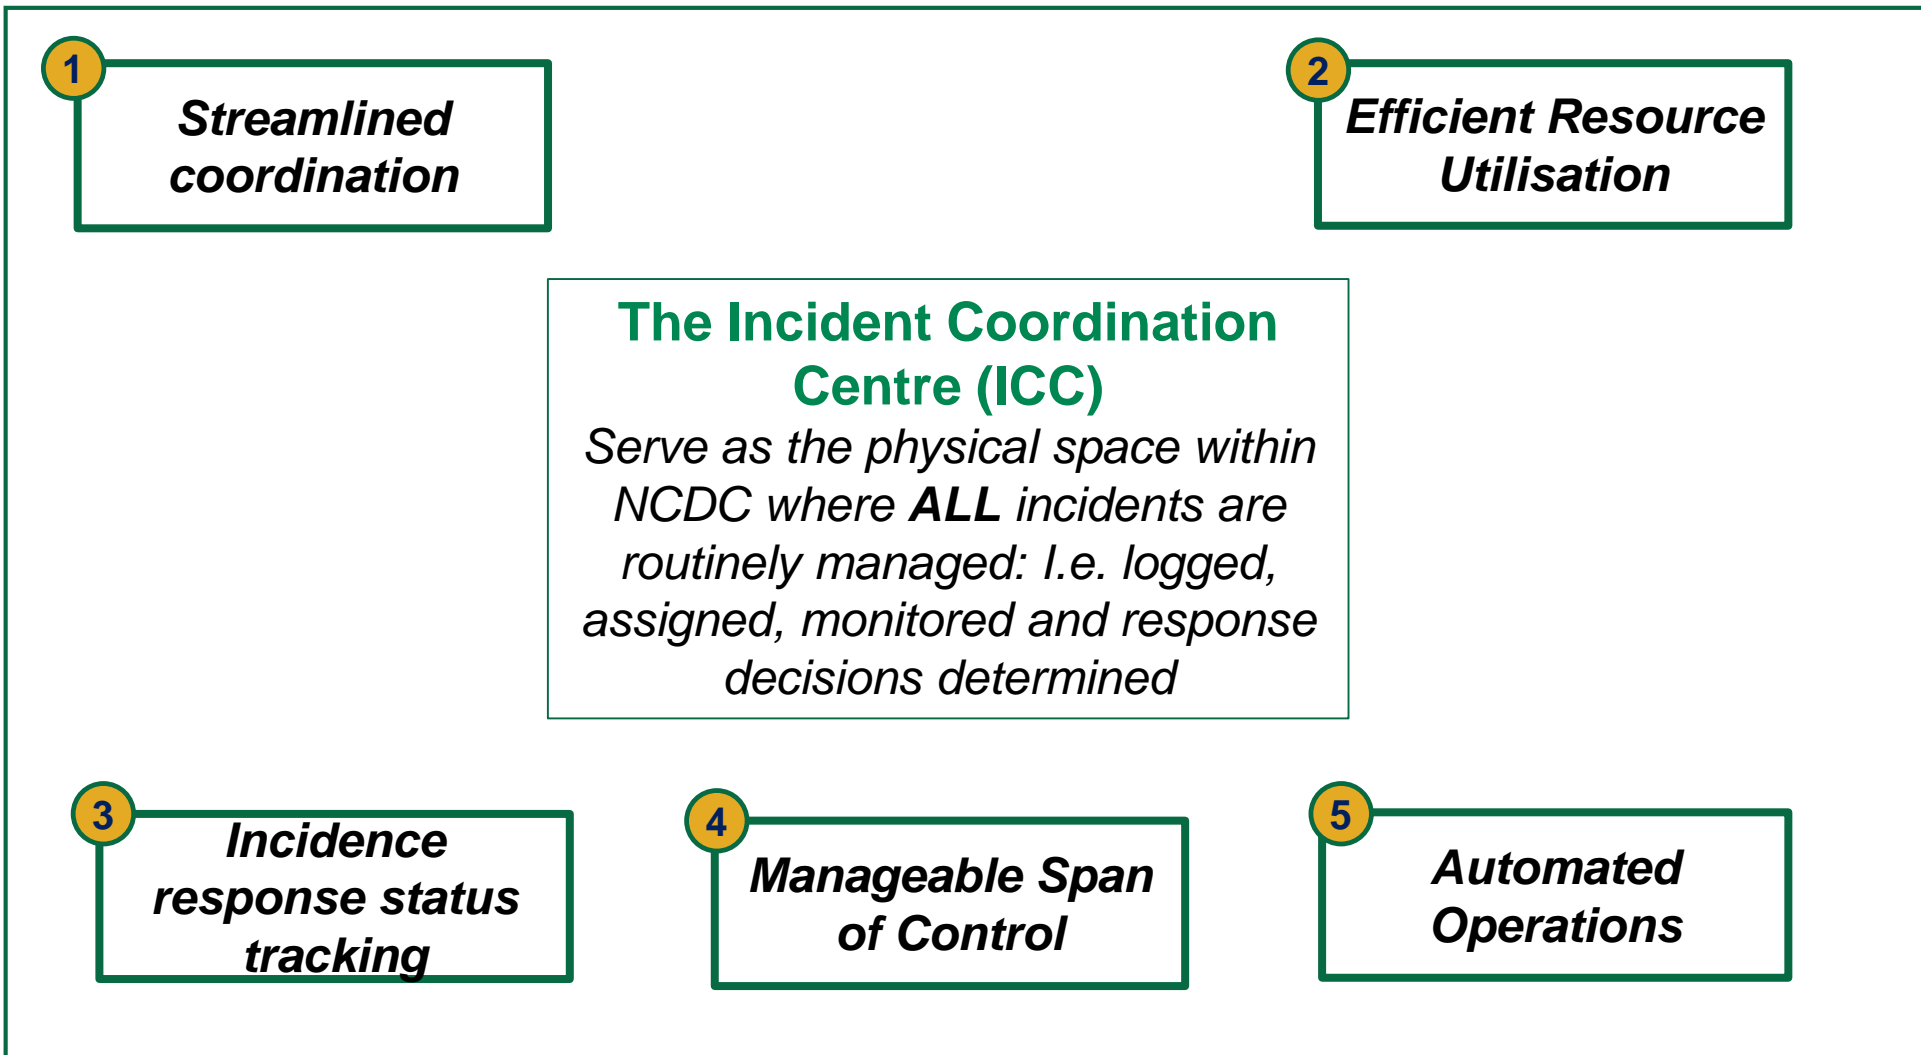 1
Streamlined
coordination
2
Efficient Resource
Utilisation
The Incident Coordination
Centre (ICC)
Serve as the physical space within
NCDC where ALL incidents are
routinely managed: I.e. logged,
assigned, monitored and response
decisions determined
3
Incidence
response status
tracking
4
Manageable Span
of Control
5
Automated
Operations